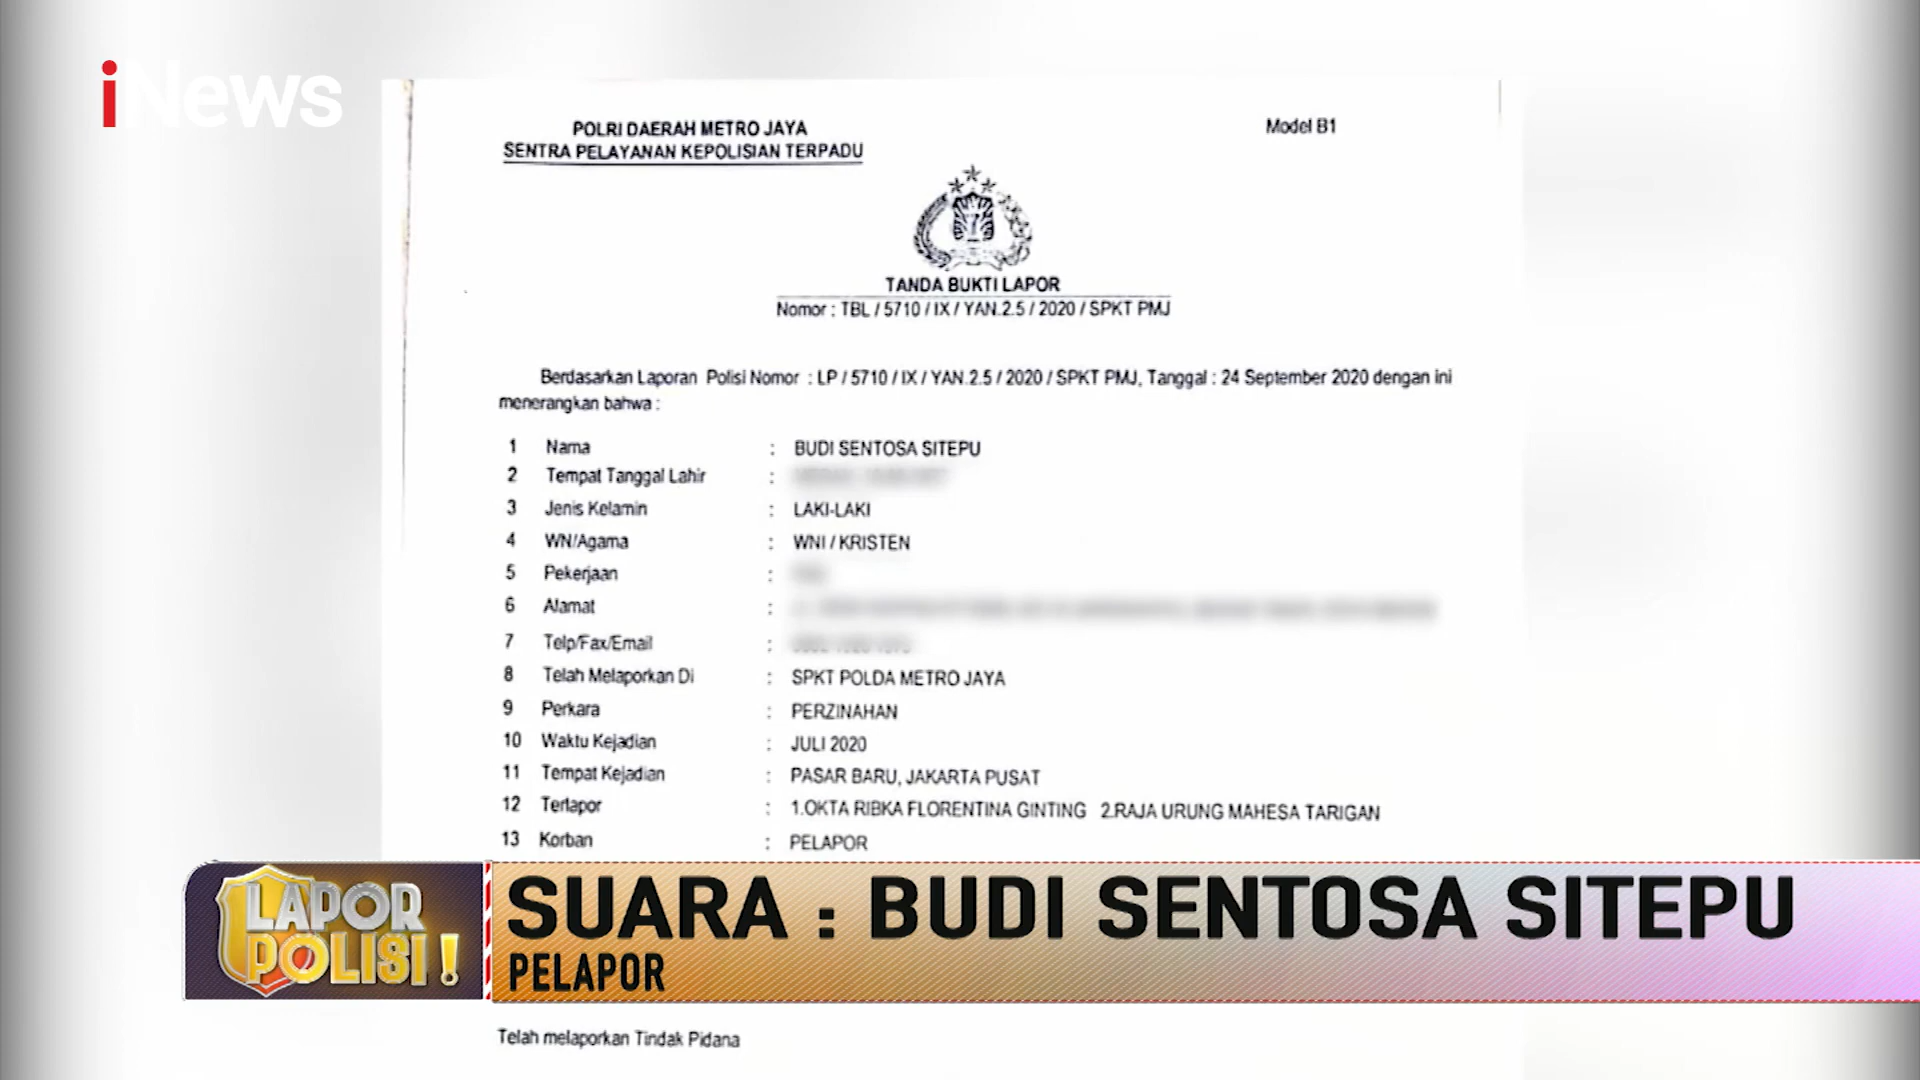 iNews
POLRI DAERAH METRO JAYA
SENTRA PELAYANAN KEPOLISIAN TERPADU
Model B1
TANDA BUKTI LAPOR
Nomor : TBL / 5710 / IX / YAN.2.5 / 2020 / SPKT PMJ
Berdasarkan Laporan Polisi Nomor : LP / 5710 / IX / YAN.2.5 / 2020 / SPKT PMJ, Tanggal : 24 September 2020 dengan ini
menerangkan bahwa :
1 Nama : BUDI SENTOSA SITEPU
2 Tempat Tanggal Lahir :
3 Jenis Kelamin : LAKI-LAKI
4 WN/Agama : WNI / KRISTEN
5 Pekerjaan :
6 Alamat :
7 Telp/Fax/Email :
8 Telah Melaporkan Di : SPKT POLDA METRO JAYA
9 Perkara : PERZINAHAN
10 Waktu Kejadian : JULI 2020
11 Tempat Kejadian : PASAR BARU, JAKARTA PUSAT
12 Terlapor : 1.OKTA RIBKA FLORENTINA GINTING 2.RAJA URUNG MAHESA TARIGAN
13 Korban : PELAPOR
LAPOR
POLISI !
SUARA : BUDI SENTOSA SITEPU
PELAPOR
Telah melaporkan Tindak Pidana